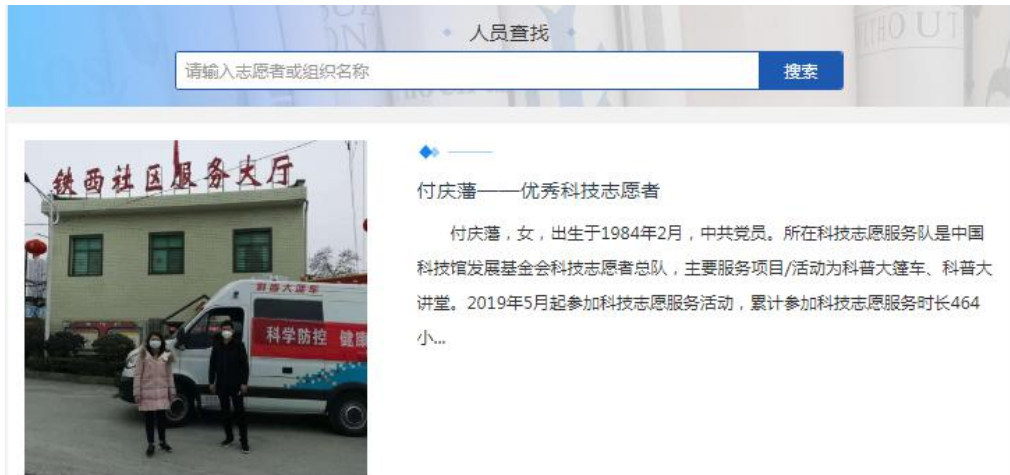 人员查找
请输入志愿者或组织名称
搜索
铁西社区服务大厅
科普大篷车
科学防控 健康
付庆藩——优秀科技志愿者
付庆藩，女，出生于1984年2月，中共党员。所在科技志愿服务队是中国
科技馆发展基金会科技志愿者总队，主要服务项目/活动为科普大篷车、科普大
讲堂。2019年5月起参加科技志愿服务活动，累计参加科技志愿服务时长464
小...